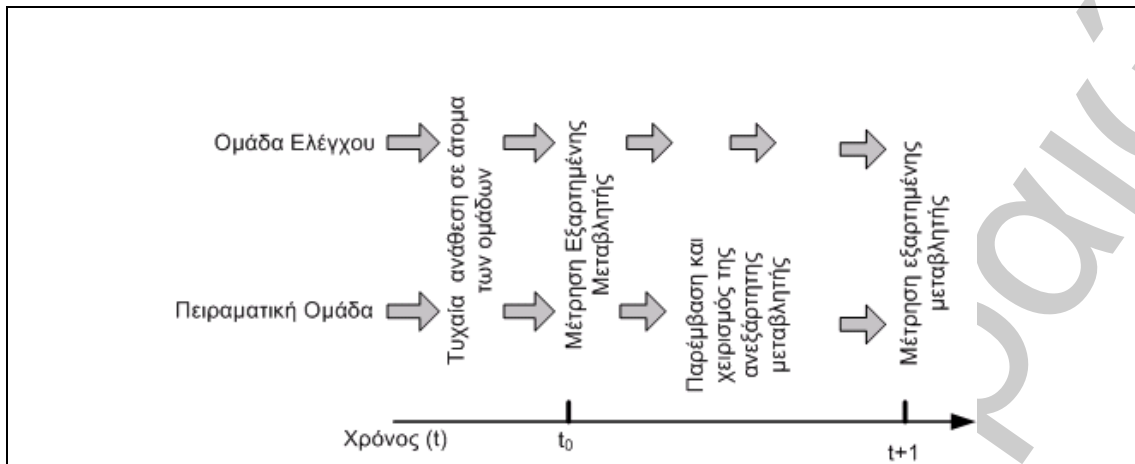 Ομάδα Ελέγχου
Πειραματική Ομάδα
Τυχαία ανάθεση σε άτομα
των ομάδων
Μέτρηση Εξαρτημένης
Μεταβλητής
Παρέμβαση και
χειρισμός της
ανεξάρτητης
μεταβλητής
Μέτρηση εξαρτημένης
μεταβλητής
Χρόνος (t)
t₀
t+1